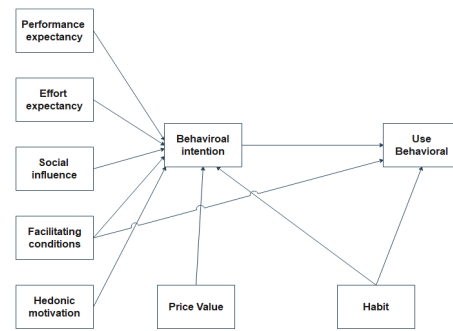 Performance
expectancy
Effort
expectancy
Behaviroal
intention
Use
Behavioral
Social
influence
Facilitating
conditions
Hedonic
motivation
Price Value
Habit